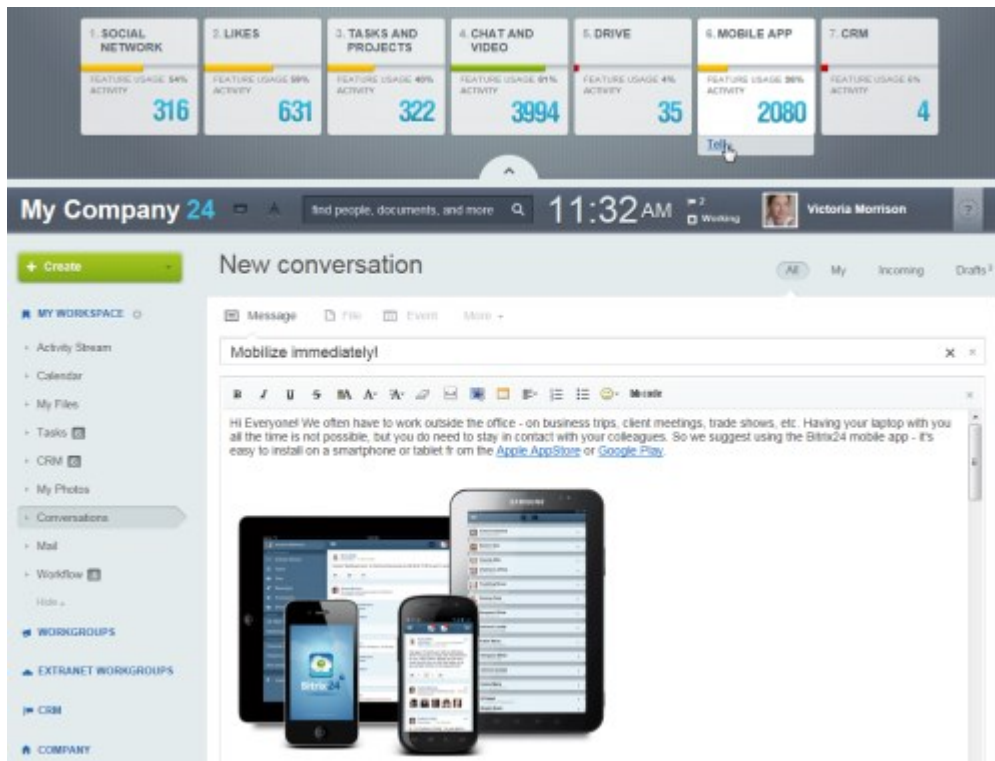 1. SOCIAL NETWORK
FEATURE USAGE 54%
ACTIVITY
316
2. LIKES
FEATURE USAGE 59%
ACTIVITY
631
3. TASKS AND PROJECTS
FEATURE USAGE 49%
ACTIVITY
322
4. CHAT AND VIDEO
FEATURE USAGE 81%
ACTIVITY
3994
5. DRIVE
FEATURE USAGE 4%
ACTIVITY
35
6. MOBILE APP
FEATURE USAGE
ACTIVITY
2080
7. CRM
FEATURE USAGE 6%
ACTIVITY
4
Tell
My Company 24
find people, documents, and more
11:32 AM
2
Working
Victoria Morrison
?
+ Create
New conversation
All My Incoming Drafts
MY WORKSPACE
Message File Event More
Activity Stream
Mobilize immediately!
Calendar
My Files
Tasks
CRM
My Photos
Conversations
Mail
Workflow
Hide
WORKGROUPS
EXTRANET WORKGROUPS
CRM
COMPANY
B I U S
Hi Everyone! We often have to work outside the office - on business trips, client meetings, trade shows, etc. Having your laptop with you
all the time is not possible, but you do need to stay in contact with your colleagues. So we suggest using the Bitrix24 mobile app - it's
easy to install on a smartphone or tablet fr om the Apple AppStore or Google Play.
SAMSUNG
Bitrix 24